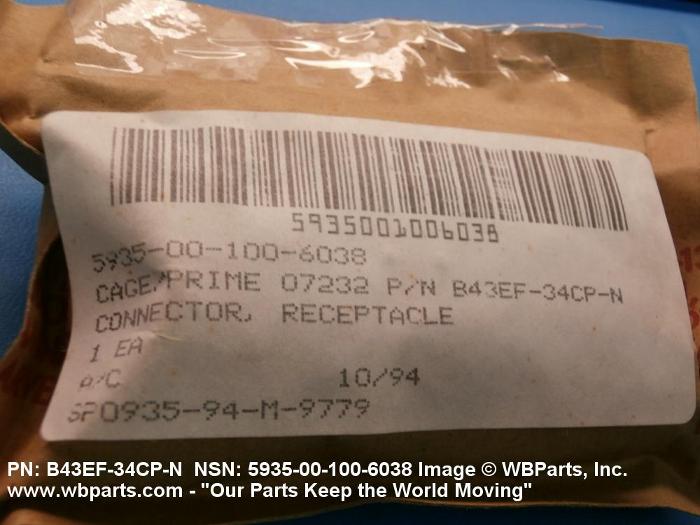 5935001006038
5935-00-100-6038
CAGE/PRIME 07232 P/N B43EF-34CP-N
CONNECTOR, RECEPTACLE
1 EA
A/C 10/94
SP0935-94-M-9779
PN: B43EF-34CP-N NSN: 5935-00-100-6038 Image © WBParts, Inc.
www.wbparts.com - "Our Parts Keep the World Moving"